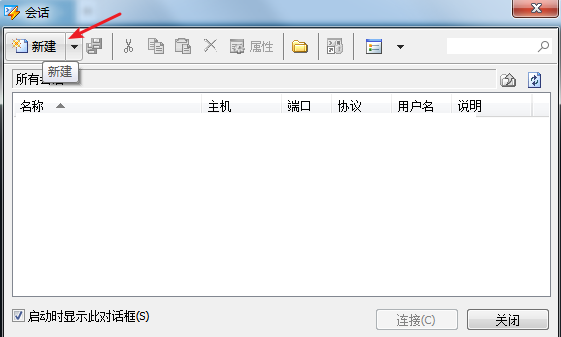 会话
新建 属性
新建
所有会话
名称 主机 端口 协议 用户名 说明
启动时显示此对话框(S)
连接(C) 关闭